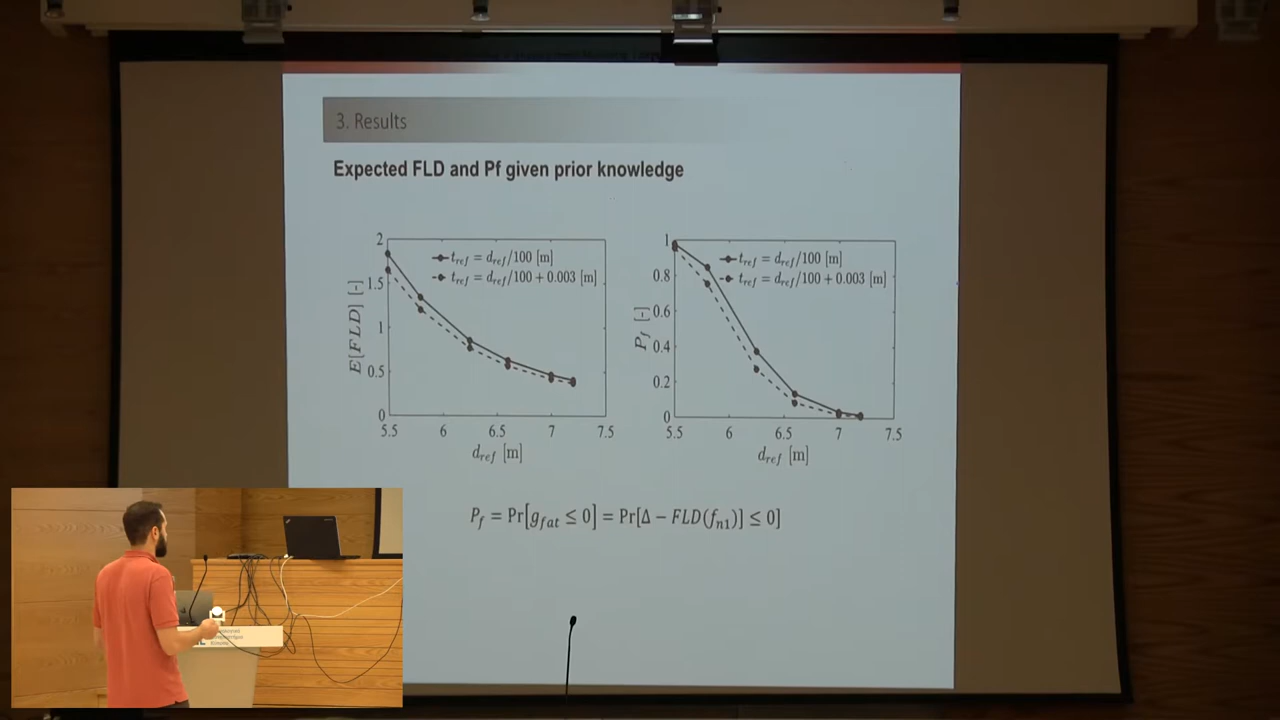 3. Results
Expected FLD and Pf given prior knowledge
2
1.5
1
0.5
0
E[FLD] [-]
t_ref = d_ref/100 [m]
t_ref = d_ref/100 + 0.003 [m]
5.5 6 6.5 7 7.5
d_ref [m]
1
0.8
0.6
0.4
0.2
0
P_f [-]
t_ref = d_ref/100 [m]
t_ref = d_ref/100 + 0.003 [m]
5.5 6 6.5 7 7.5
d_ref [m]
P_f = Pr[g_fat ≤ 0] = Pr[Δ − FLD(f_n1)] ≤ 0]